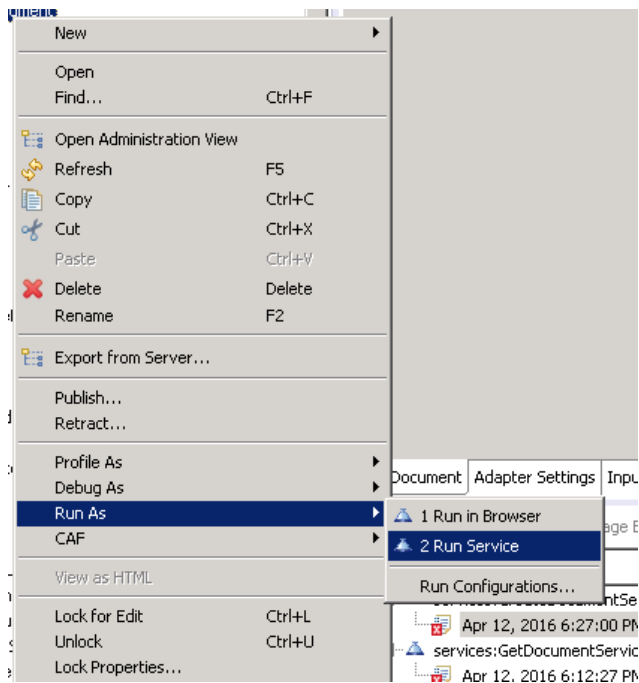 New
Open
Find... Ctrl+F
Open Administration View
Refresh F5
Copy Ctrl+C
Cut Ctrl+X
Paste Ctrl+V
Delete Delete
Rename F2
Export from Server...
Publish...
Retract...
Profile As
Debug As
Run As
CAF
View as HTML
Lock for Edit Ctrl+L
Unlock Ctrl+U
Lock Properties...
Document Adapter Settings Inpu
1 Run in Browser
2 Run Service
Run Configurations...
Apr 12, 2016 6:27:00 PM
services:GetDocumentServic
Apr 12, 2016 6:12:27 PM